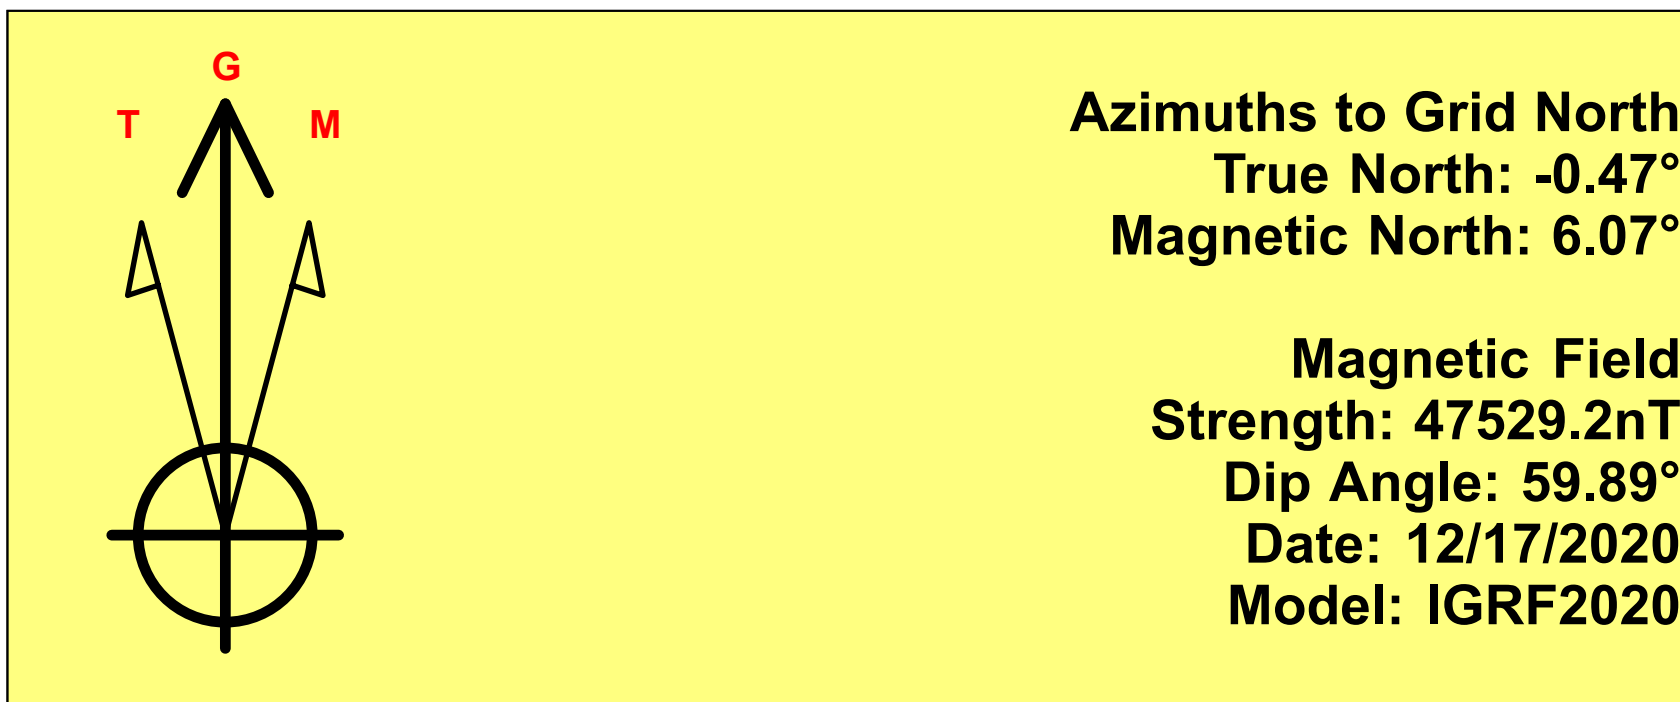 G
T M
Azimuths to Grid North
True North: -0.47°
Magnetic North: 6.07°
Magnetic Field
Strength: 47529.2nT
Dip Angle: 59.89°
Date: 12/17/2020
Model: IGRF2020